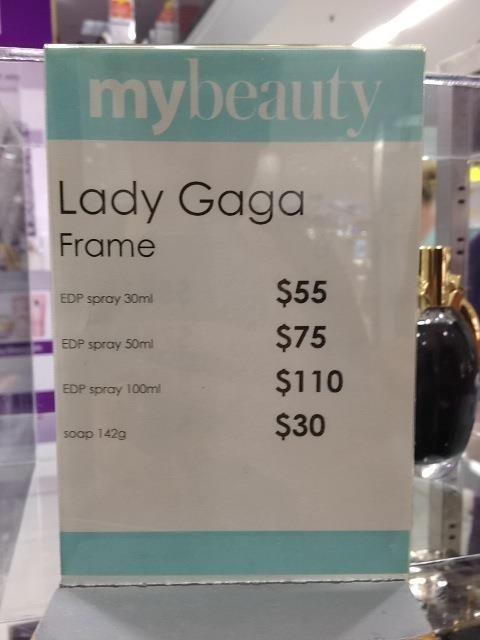 mybeauty
Lady Gaga
Frame
EDP spray 30ml $55
EDP spray 50ml $75
EDP spray 100ml $110
soap 142g $30